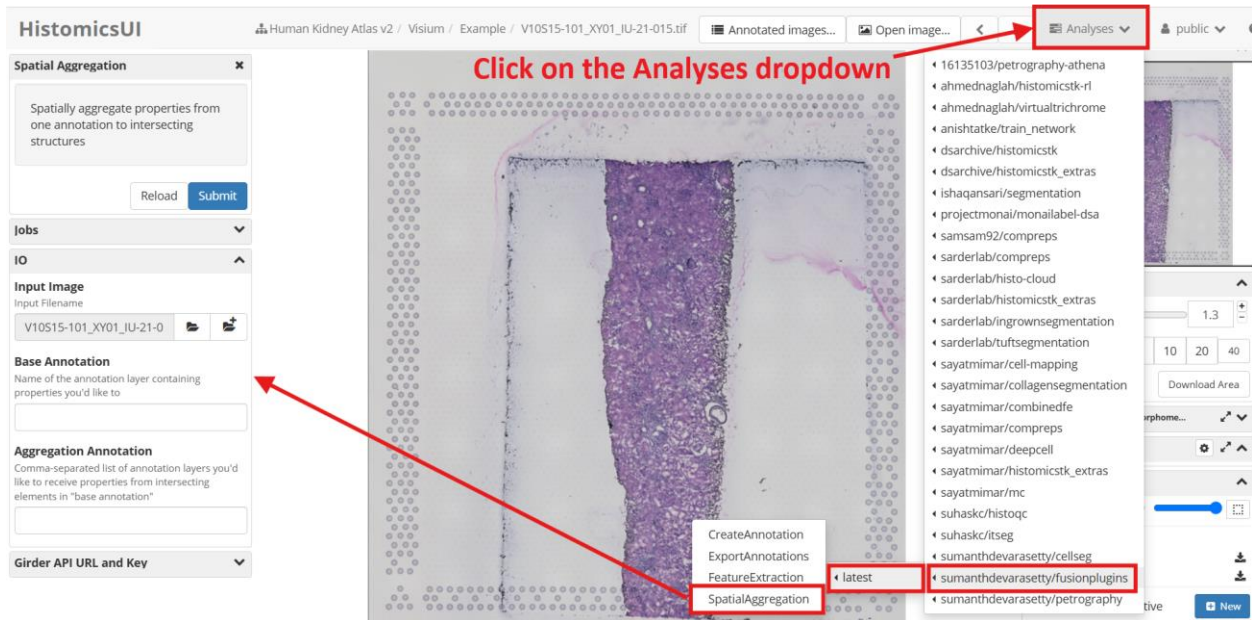 HistomicsUI
Human Kidney Atlas v2 / Visium / Example / V10S15-101_XY01_IU-21-015.tif
Annotated images...
Open image...
Analyses
public
Click on the Analyses dropdown
Spatial Aggregation
Spatially aggregate properties from
one annotation to intersecting
structures
Reload
Submit
Jobs
IO
Input Image
Input Filename
V10S15-101_XY01_IU-21-0
Base Annotation
Name of the annotation layer containing
properties you'd like to
Aggregation Annotation
Comma-separated list of annotation layers you'd
like to receive properties from intersecting
elements in "base annotation"
Girder API URL and Key
16135103/petrography-athena
ahmednaglah/histomicstk-rl
ahmednaglah/virtualtrichrome
anishtatke/train_network
dsarchive/histomicstk
dsarchive/histomicstk_extras
ishaqansari/segmentation
projectmonai/monailabel-dsa
samsam92/compreps
sarderlab/compreps
sarderlab/histo-cloud
sarderlab/histomicstk_extras
sarderlab/ingrownsegmentation
sarderlab/tuftsegmentation
sayatmimar/cell-mapping
sayatmimar/collagensegmentation
sayatmimar/combinedfe
sayatmimar/compreps
sayatmimar/deepcell
sayatmimar/histomicstk_extras
sayatmimar/mc
suhaskc/histoqc
suhaskc/itseg
sumanthdevarasetty/cellseg
sumanthdevarasetty/fusionplugins
sumanthdevarasetty/petrography
latest
CreateAnnotation
ExportAnnotations
FeatureExtraction
SpatialAggregation
1.3
10 20 40
Download Area
orphome...
tive
New